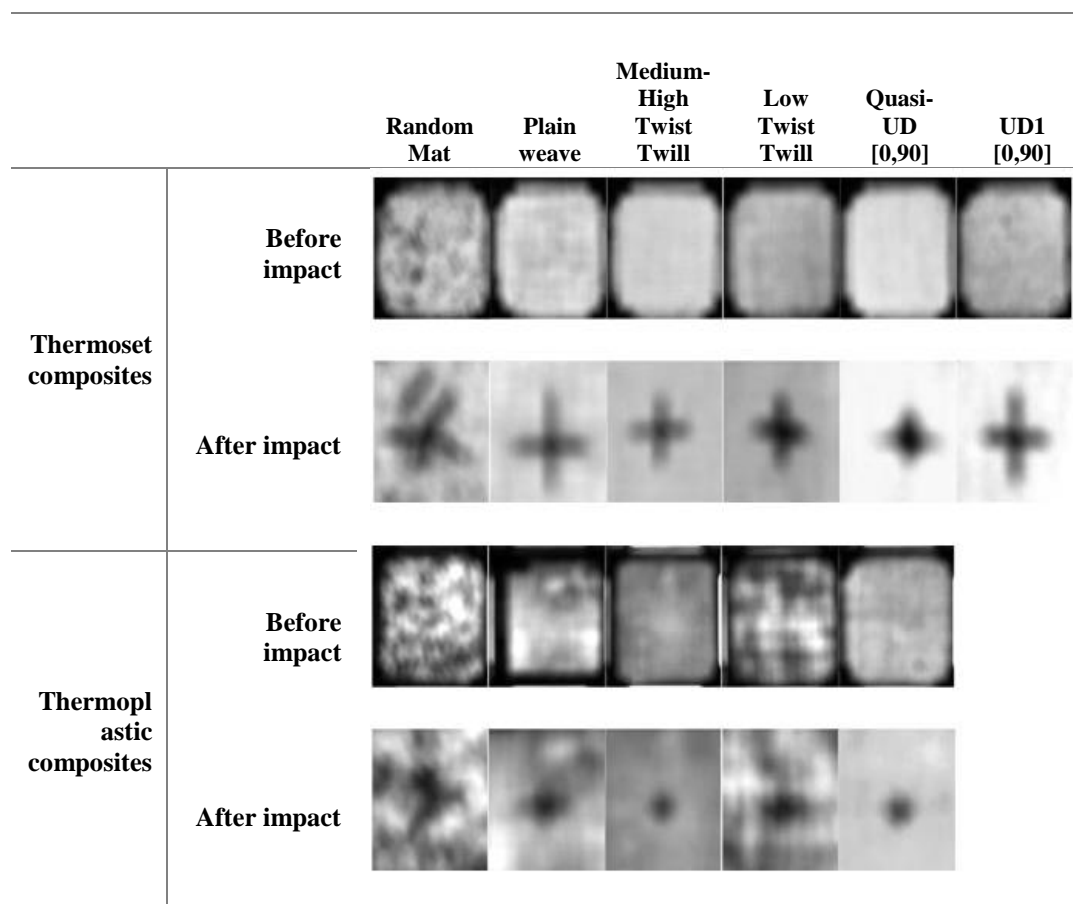 Random
Mat
Plain
weave
Medium-
High
Twist
Twill
Low
Twist
Twill
Quasi-
UD
[0,90]
UD1
[0,90]
Thermoset
composites
Before
impact
After impact
Thermopl
astic
composites
Before
impact
After impact